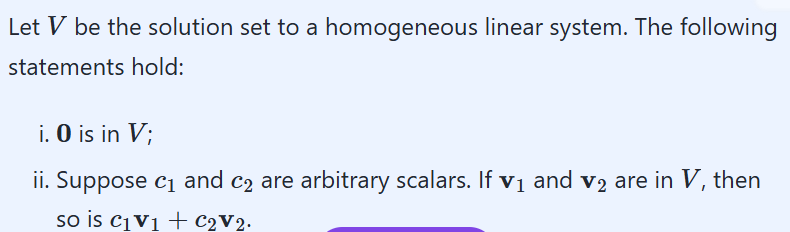 Let V be the solution set to a homogeneous linear system. The following
statements hold:
i. 0 is in V;
ii. Suppose c₁ and c₂ are arbitrary scalars. If v₁ and v₂ are in V, then
so is c₁v₁ + c₂v₂.